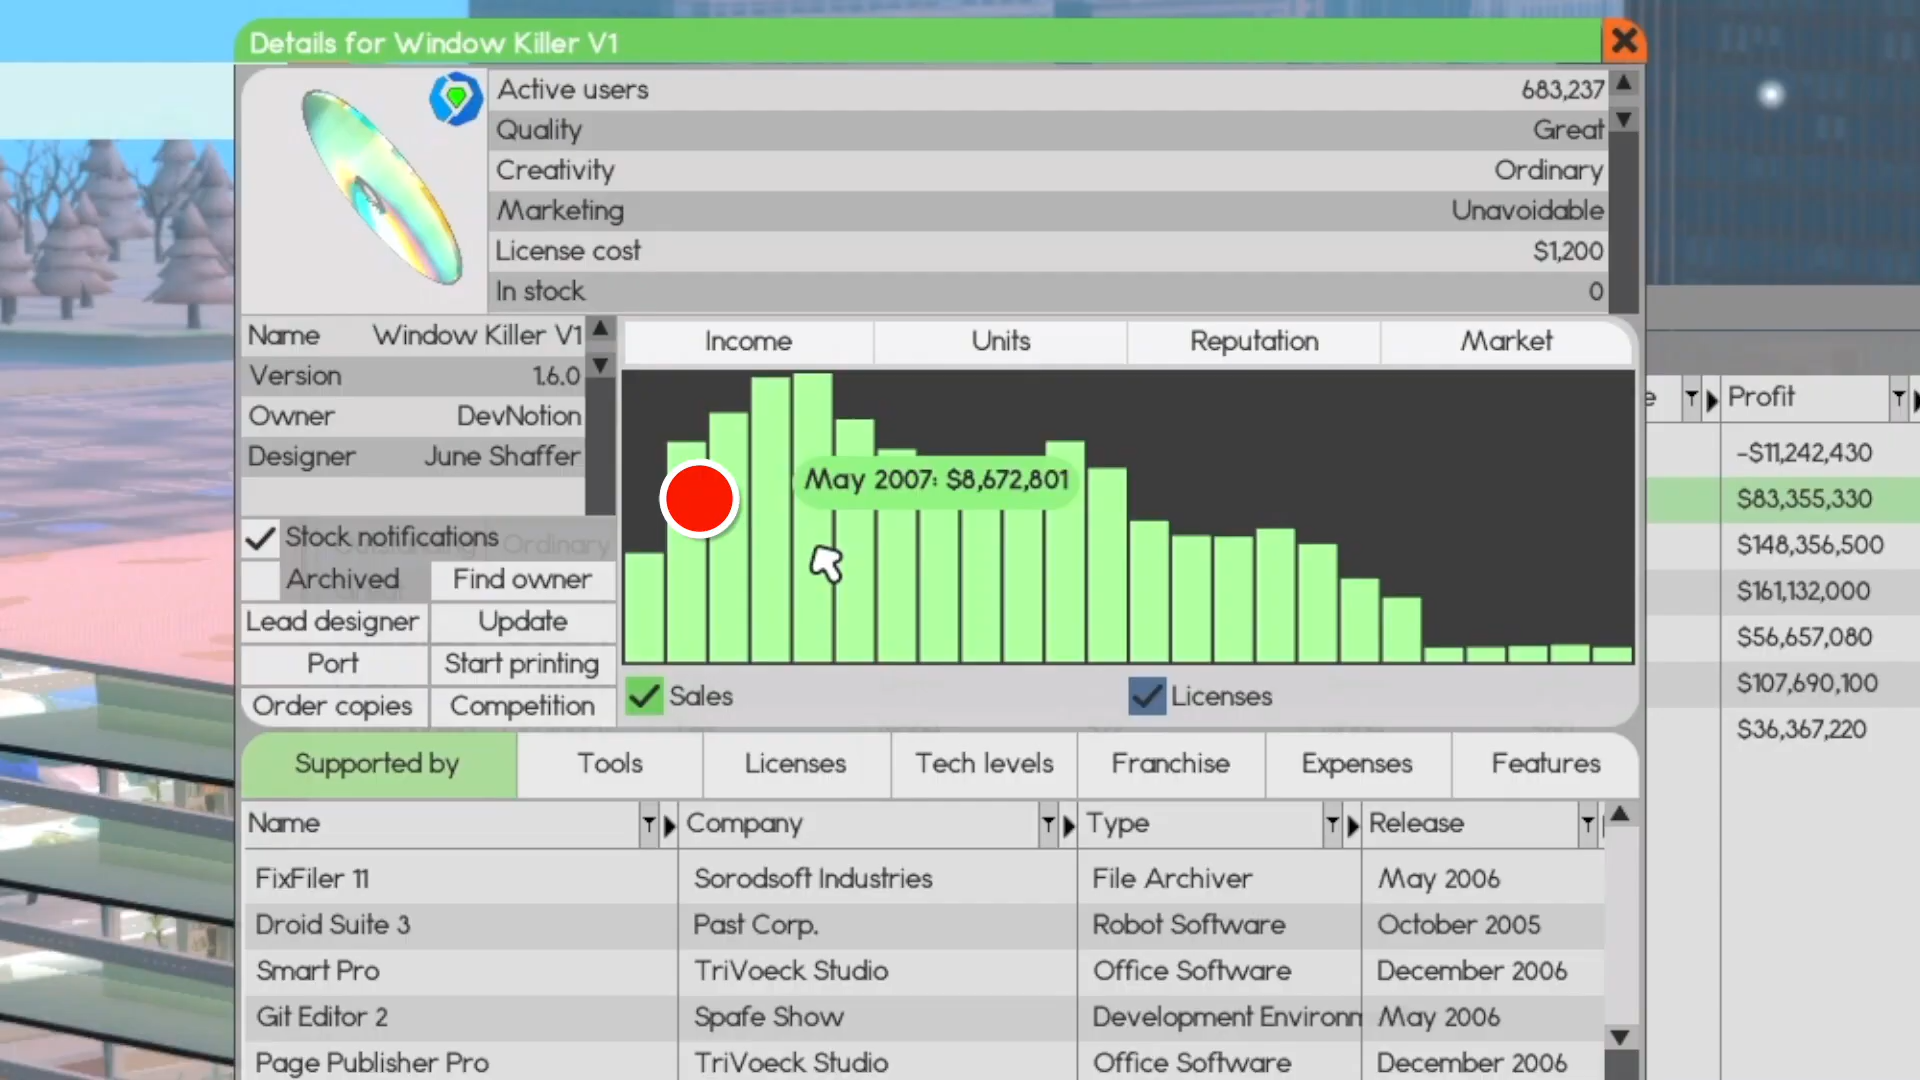 Details for Window Killer V1
Active users 683,237
Quality Great
Creativity Ordinary
Marketing Unavoidable
License cost $1,200
In stock 0
Name Window Killer V1
Version 1.6.0
Owner DevNotion
Designer June Shaffer
Stock notifications
Ordinary
Archived Find owner
Lead designer Update
Port Start printing
Order copies Competition
Income Units Reputation Market
May 2007: $8,672,801
Sales Licenses
Supported by Tools Licenses Tech levels Franchise Expenses Features
Name Company Type Release
FixFiler 11 Sorodsoft Industries File Archiver May 2006
Droid Suite 3 Past Corp. Robot Software October 2005
Smart Pro TriVoeck Studio Office Software December 2006
Git Editor 2 Spafe Show Development Environm May 2006
Page Publisher Pro TriVoeck Studio Office Software December 2006
e Profit
-$11,242,430
$83,355,330
$148,356,500
$161,132,000
$56,657,080
$107,690,100
$36,367,220